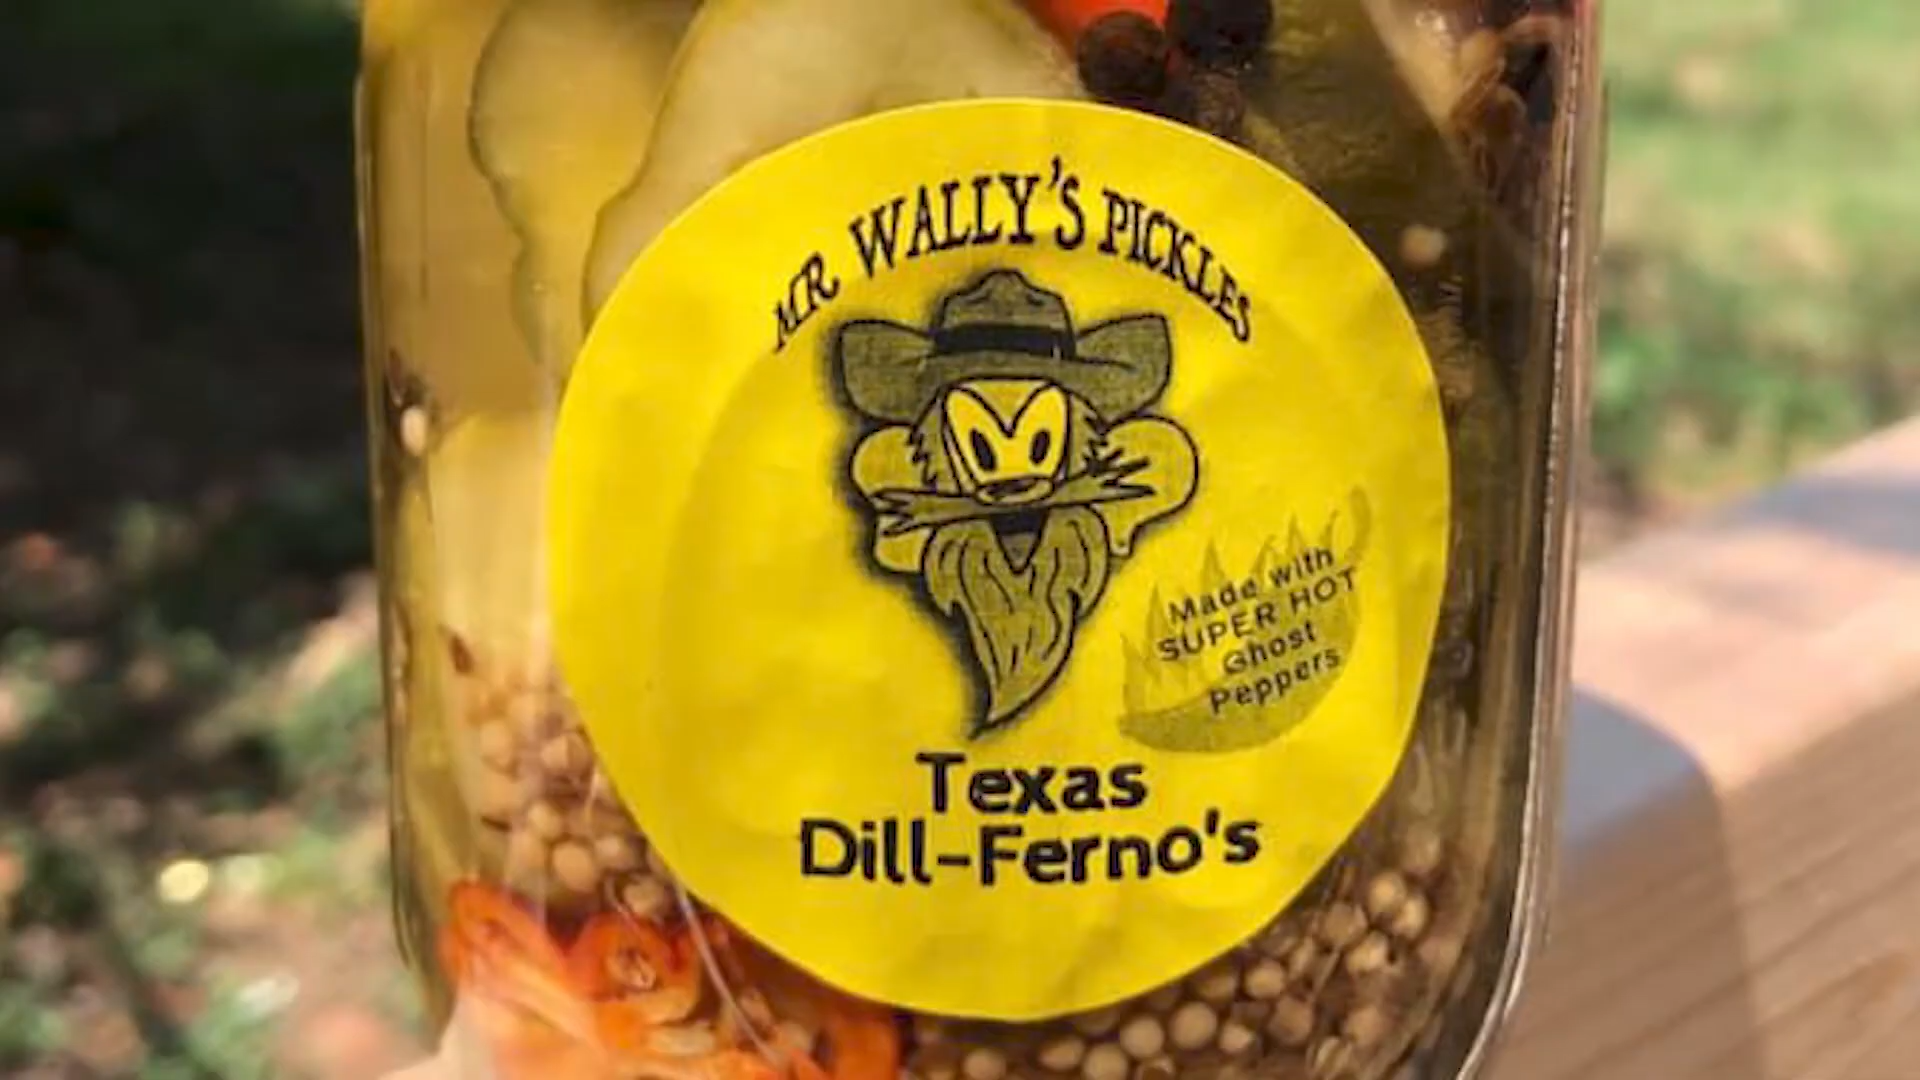 MR WALLY'S PICKLES
Made with
SUPER HOT
Ghost
Peppers
Texas
Dill-Ferno's